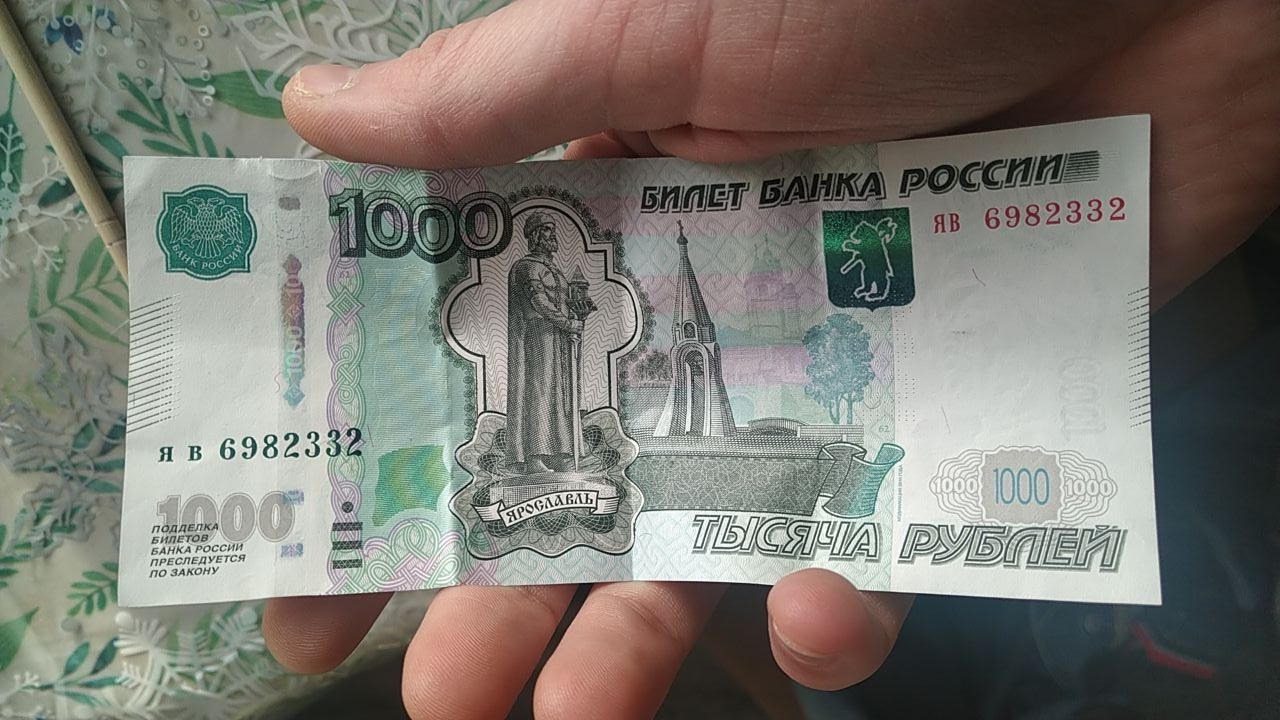 БИЛЕТ БАНКА РОССИИ
1000
ЯВ 6982332
БАНК РОССИИ
1000
ЯВ 6982332
ЯРОСЛАВЛЬ
1000 1000 1000
1000
ПОДДЕЛКА
БИЛЕТОВ
БАНКА РОССИИ
ПРЕСЛЕДУЕТСЯ
ПО ЗАКОНУ
ТЫСЯЧА РУБЛЕЙ